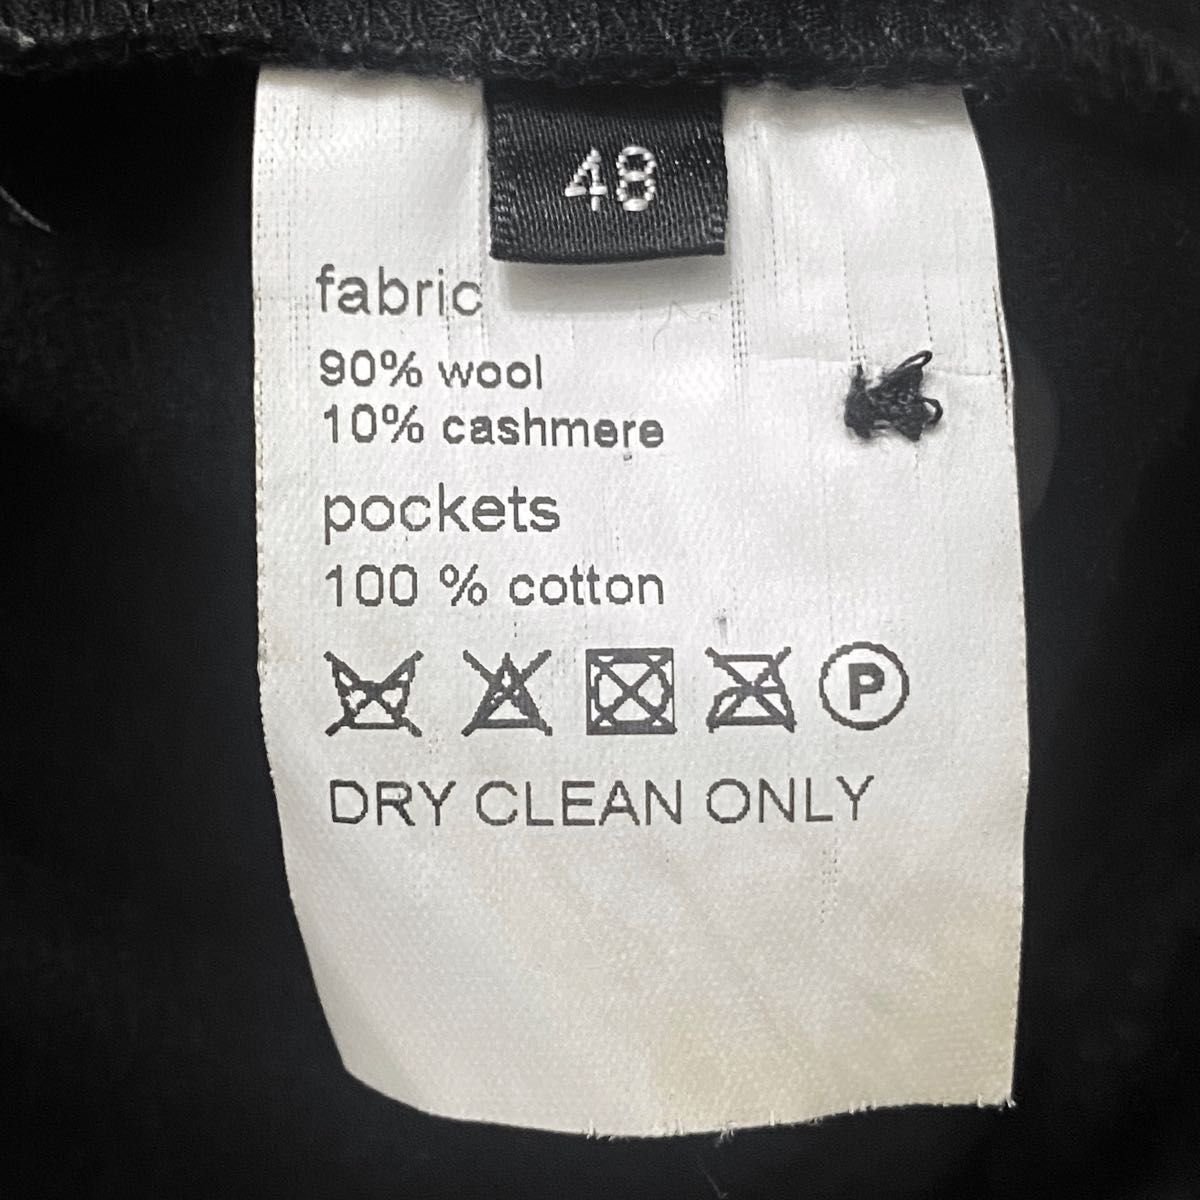 48
fabric
90% wool
10% cashmere
pockets
100 % cotton
P
DRY CLEAN ONLY